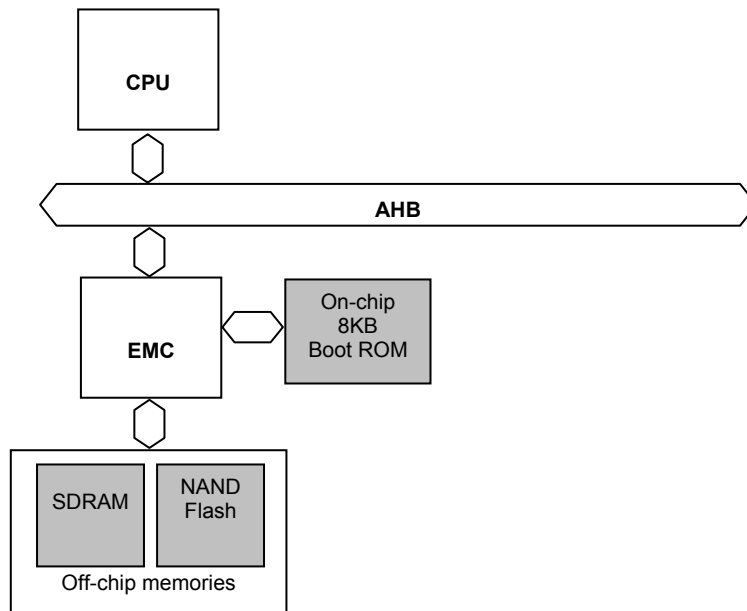 CPU
AHB
EMC
On-chip
8KB
Boot ROM
SDRAM
NAND
Flash
Off-chip memories